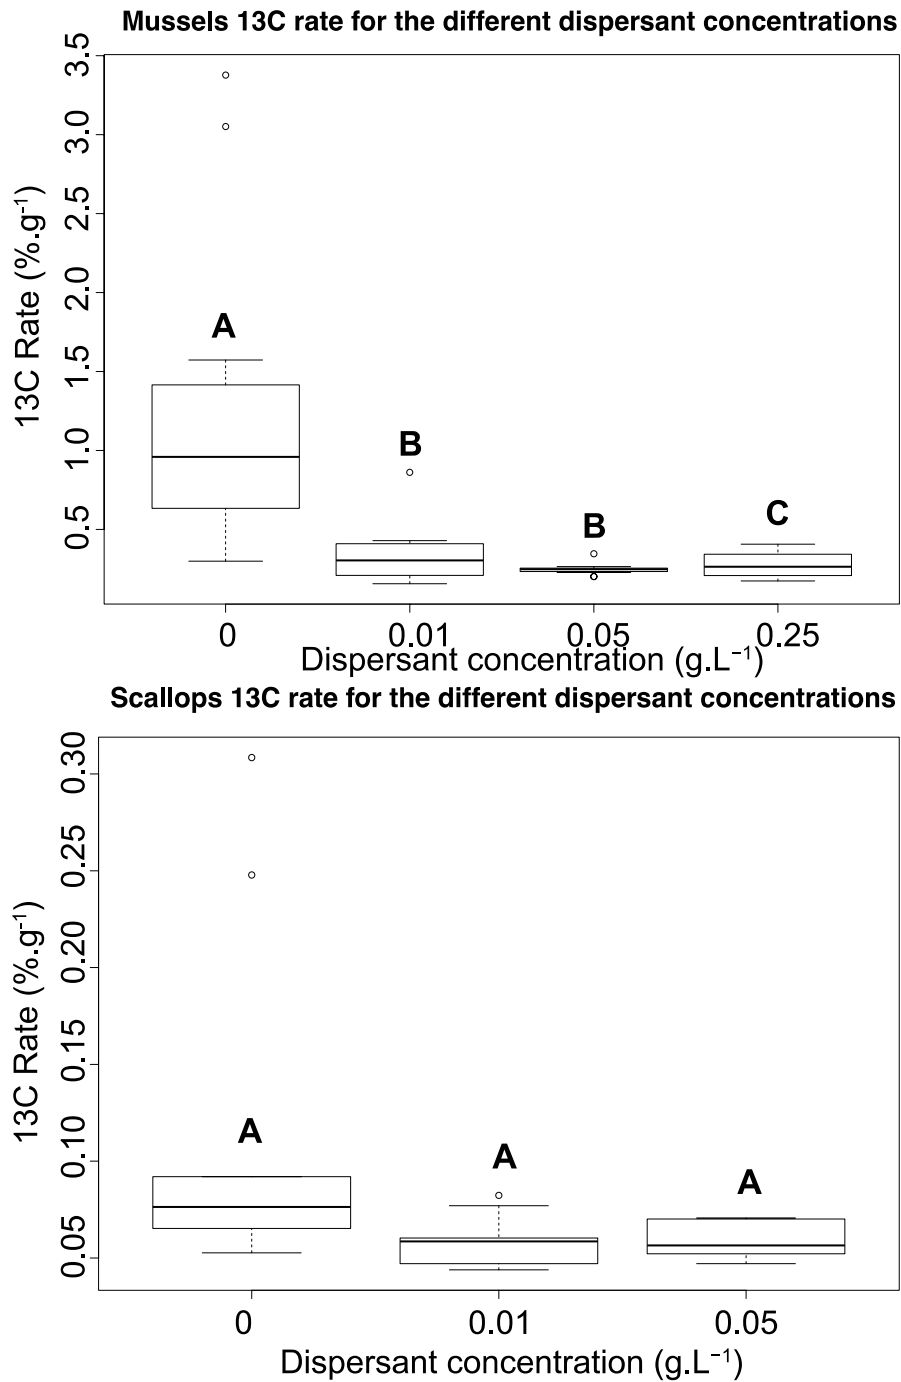 Mussels 13C rate for the different dispersant concentrations
3.5
3.0
2.5
2.0
1.5
1.0
0.5
13C Rate (%.g⁻¹)
A
B
B
C
0 0.01 0.05 0.25
Dispersant concentration (g.L⁻¹)
Scallops 13C rate for the different dispersant concentrations
0.30
0.25
0.20
0.15
0.10
0.05
13C Rate (%.g⁻¹)
A
A
A
0 0.01 0.05
Dispersant concentration (g.L⁻¹)